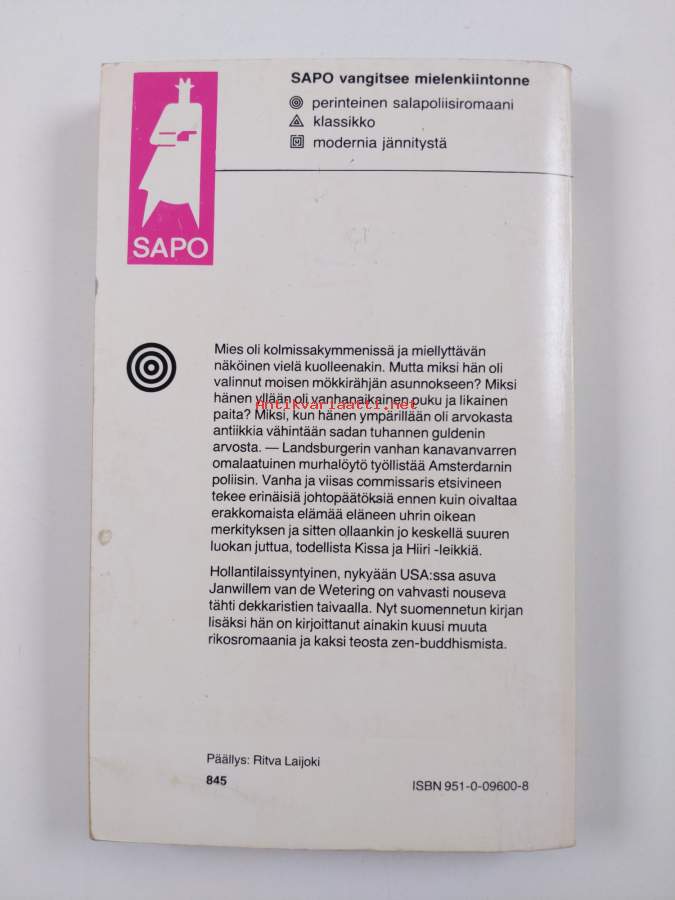 SAPO vangitsee mielenkiintonne
perinteinen salapoliisiromaani
klassikko
M modernia jännitystä
SAPO
Mies oli kolmissakymmenissä ja miellyttävän
näköinen vielä kuolleenakin. Mutta miksi hän oli
valinnut moisen mökkirähjän asunnokseen? Miksi
hänen yllään oli vanhanaikainen puku ja likainen
Antikvariaatti.net
paita? Miksi, kun hänen ympärillään oli arvokasta
antiikkia vähintään sadan tuhannen guldenin
arvosta. — Landsburgerin vanhan kanavanvarren
omalaatuinen murhalöytö työllistää Amsterdarnin
poliisin. Vanha ja viisas commissaris etsivineen
tekee erinäisiä johtopäätöksiä ennen kuin oivaltaa
erakkomaista elämää eläneen uhrin oikean
merkityksen ja sitten ollaankin jo keskellä suuren
luokan juttua, todellista Kissa ja Hiiri -leikkiä.
Hollantilaissyntyinen, nykyään USA:ssa asuva
Janwillem van de Wetering on vahvasti nouseva
tähti dekkaristien taivaalla. Nyt suomennetun kirjan
lisäksi hän on kirjoittanut ainakin kuusi muuta
rikosromaania ja kaksi teosta zen-buddhismista.
Päällys: Ritva Laijoki
845
ISBN 951-0-09600-8